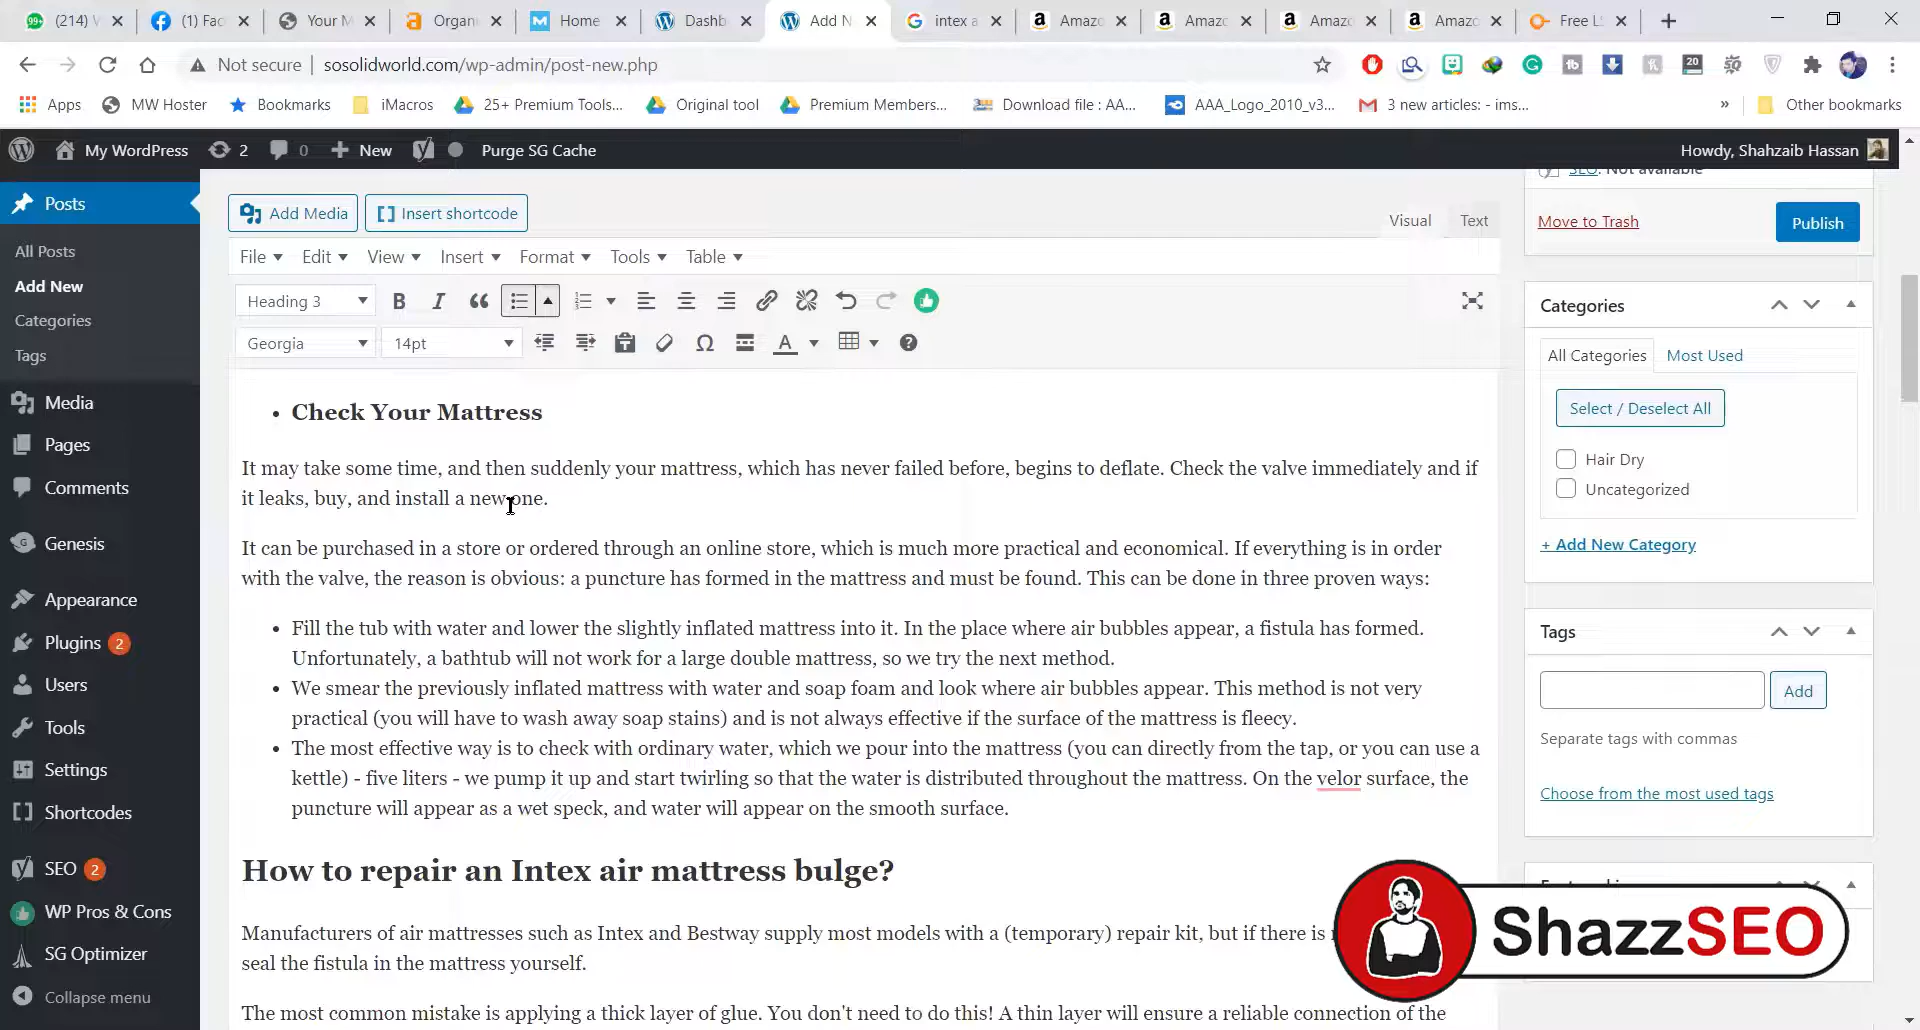 (214) V
(1) Fac
Your M
Organ
Home
Dashb
Add N
intex a
Amazo
Amazo
Amazo
Amazo
Free L
Not secure
sosolidworld.com/wp-admin/post-new.php
Apps
MW Hoster
Bookmarks
iMacros
25+ Premium Tools...
Original tool
Premium Members...
Download file : AA...
AAA_Logo_2010_v3...
3 new articles: - ims...
»
Other bookmarks
My WordPress
2
0
New
Purge SG Cache
Howdy, Shahzaib Hassan
Posts
All Posts
Add New
Categories
Tags
Media
Pages
Comments
Genesis
Appearance
Plugins 2
Users
Tools
Settings
Shortcodes
SEO 2
WP Pros & Cons
SG Optimizer
Collapse menu
Add Media
Insert shortcode
Visual
Text
File
Edit
View
Insert
Format
Tools
Table
Heading 3
Georgia
14pt
• Check Your Mattress
It may take some time, and then suddenly your mattress, which has never failed before, begins to deflate. Check the valve immediately and if
it leaks, buy, and install a new one.
It can be purchased in a store or ordered through an online store, which is much more practical and economical. If everything is in order
with the valve, the reason is obvious: a puncture has formed in the mattress and must be found. This can be done in three proven ways:
• Fill the tub with water and lower the slightly inflated mattress into it. In the place where air bubbles appear, a fistula has formed.
Unfortunately, a bathtub will not work for a large double mattress, so we try the next method.
• We smear the previously inflated mattress with water and soap foam and look where air bubbles appear. This method is not very
practical (you will have to wash away soap stains) and is not always effective if the surface of the mattress is fleecy.
• The most effective way is to check with ordinary water, which we pour into the mattress (you can directly from the tap, or you can use a
kettle) - five liters - we pump it up and start twirling so that the water is distributed throughout the mattress. On the velor surface, the
puncture will appear as a wet speck, and water will appear on the smooth surface.
How to repair an Intex air mattress bulge?
Manufacturers of air mattresses such as Intex and Bestway supply most models with a (temporary) repair kit, but if there is
seal the fistula in the mattress yourself.
The most common mistake is applying a thick layer of glue. You don't need to do this! A thin layer will ensure a reliable connection of the
SEO: Not available
Move to Trash
Publish
Categories
All Categories
Most Used
Select / Deselect All
Hair Dry
Uncategorized
+ Add New Category
Tags
Add
Separate tags with commas
Choose from the most used tags
ShazzSEO